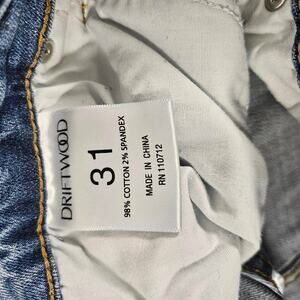 DRIFTWOOD
31
98% COTTON 2% SPANDEX
MADE IN CHINA
RN 110712